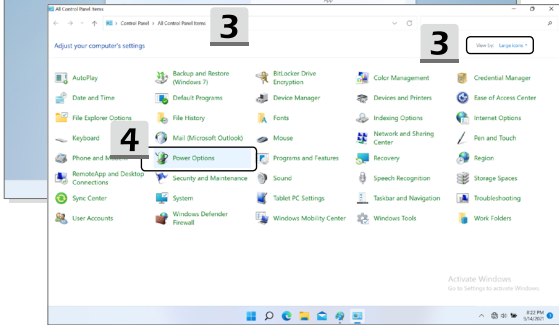 All Control Panel Items
Control Panel > All Control Panel Items
3
3
Adjust your computer's settings
View by: Large icons
AutoPlay
Backup and Restore
(Windows 7)
BitLocker Drive
Encryption
Color Management
Credential Manager
Date and Time
Default Programs
Device Manager
Devices and Printers
Ease of Access Center
File Explorer Options
File History
Fonts
Indexing Options
Internet Options
Keyboard
4
Mail (Microsoft Outlook)
Mouse
Network and Sharing
Center
Pen and Touch
Phone and M
Power Options
Programs and Features
Recovery
Region
RemoteApp and Desktop
Connections
Security and Maintenance
Sound
Speech Recognition
Storage Spaces
Sync Center
System
Tablet PC Settings
Taskbar and Navigation
Troubleshooting
User Accounts
Windows Defender
Firewall
Windows Mobility Center
Windows Tools
Work Folders
Activate Windows
Go to Settings to activate Windows.
8:22 PM
5/14/2021